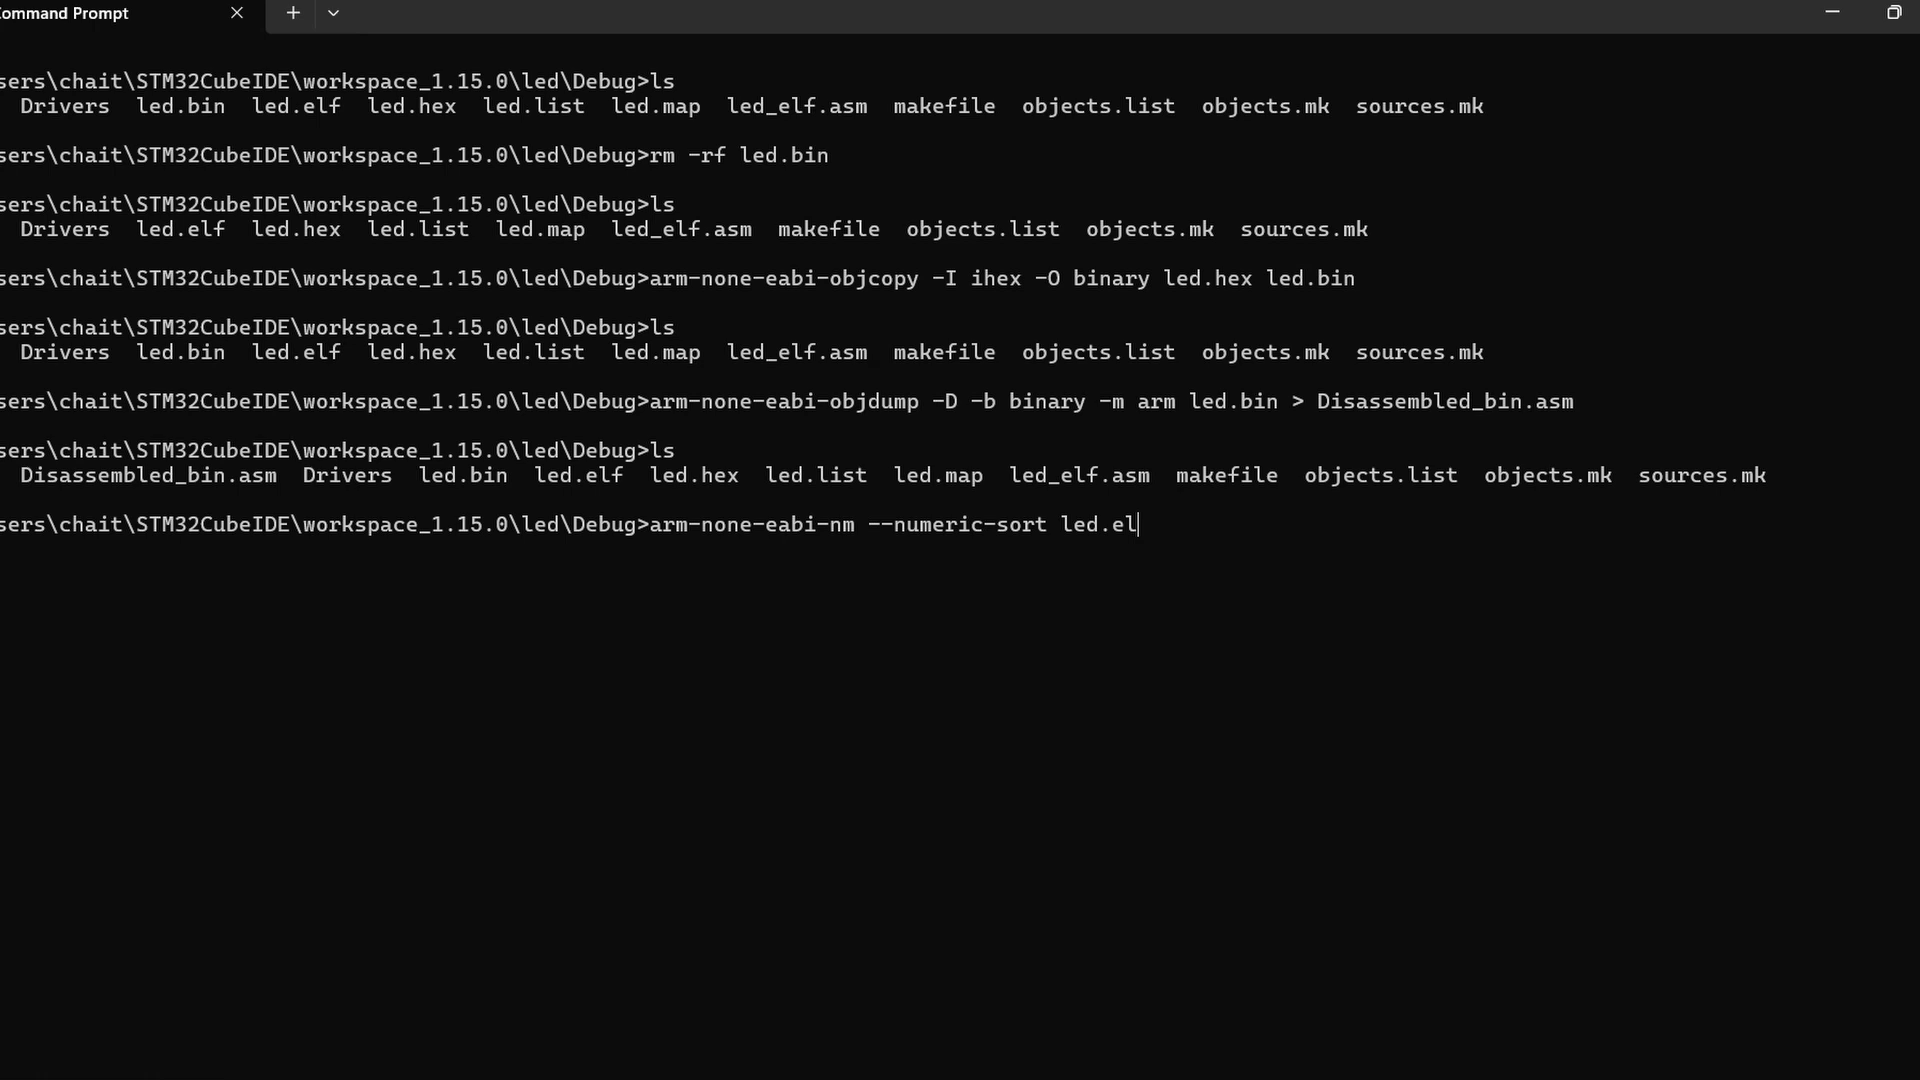 ommand Prompt
sers\chait\STM32CubeIDE\workspace_1.15.0\led\Debug>ls
Drivers led.bin led.elf led.hex led.list led.map led_elf.asm makefile objects.list objects.mk sources.mk
sers\chait\STM32CubeIDE\workspace_1.15.0\led\Debug>rm -rf led.bin
sers\chait\STM32CubeIDE\workspace_1.15.0\led\Debug>ls
Drivers led.elf led.hex led.list led.map led_elf.asm makefile objects.list objects.mk sources.mk
sers\chait\STM32CubeIDE\workspace_1.15.0\led\Debug>arm-none-eabi-objcopy -I ihex -O binary led.hex led.bin
sers\chait\STM32CubeIDE\workspace_1.15.0\led\Debug>ls
Drivers led.bin led.elf led.hex led.list led.map led_elf.asm makefile objects.list objects.mk sources.mk
sers\chait\STM32CubeIDE\workspace_1.15.0\led\Debug>arm-none-eabi-objdump -D -b binary -m arm led.bin > Disassembled_bin.asm
sers\chait\STM32CubeIDE\workspace_1.15.0\led\Debug>ls
Disassembled_bin.asm Drivers led.bin led.elf led.hex led.list led.map led_elf.asm makefile objects.list objects.mk sources.mk
sers\chait\STM32CubeIDE\workspace_1.15.0\led\Debug>arm-none-eabi-nm --numeric-sort led.el